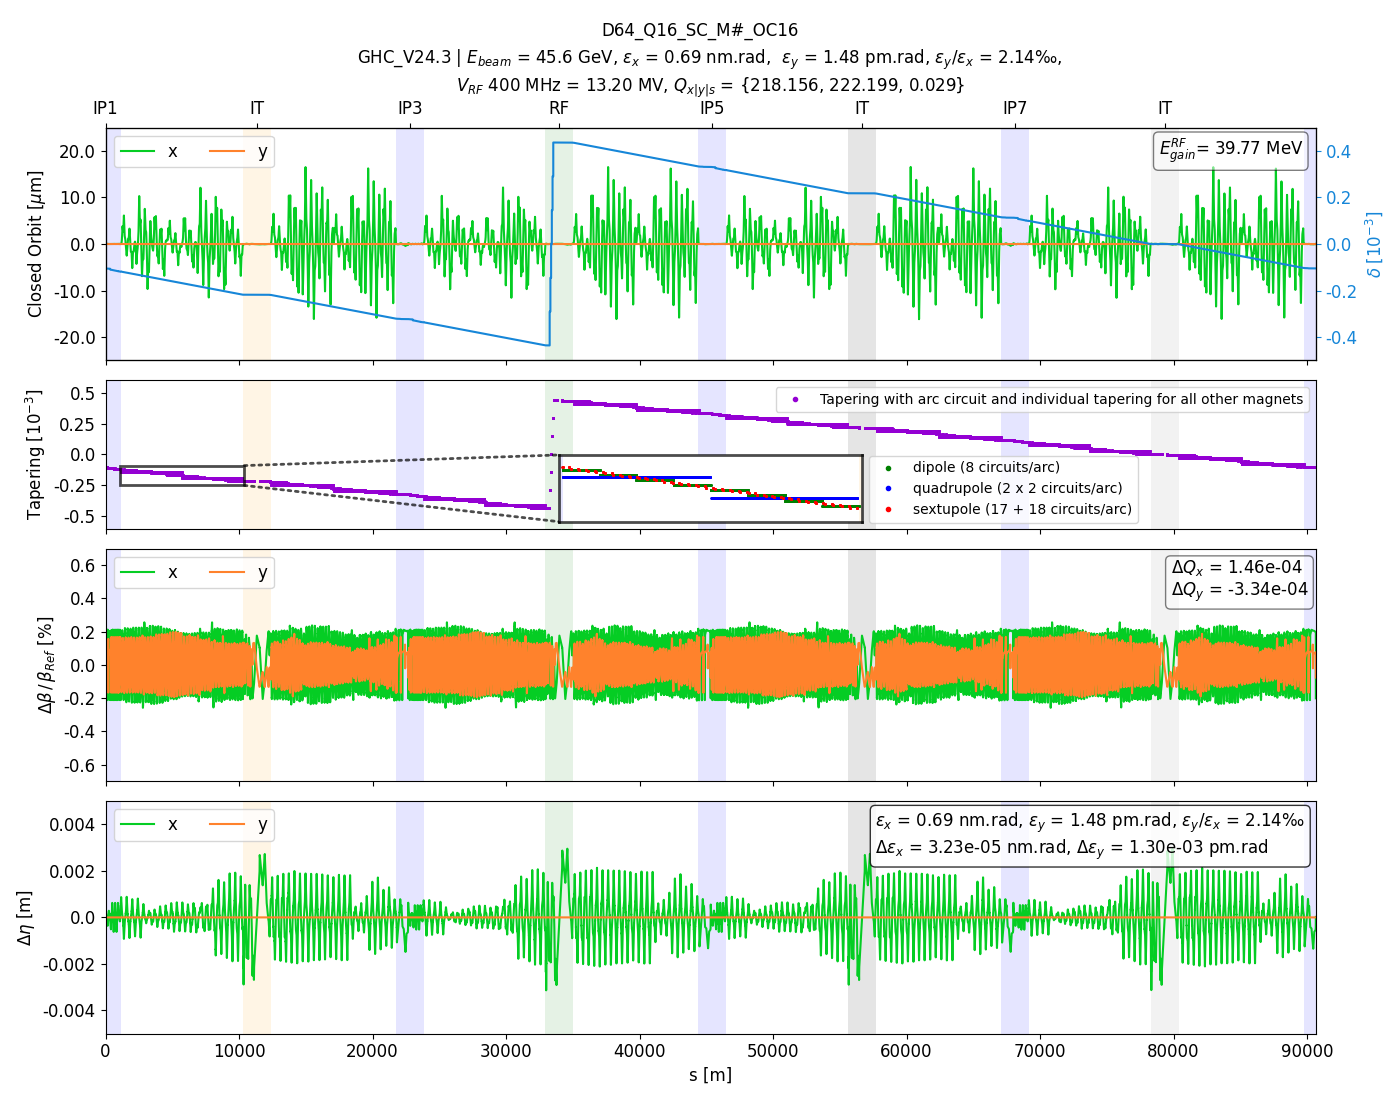 D64_Q16_SC_M#_OC16
GHC_V24.3 | E_beam = 45.6 GeV, ε_x = 0.69 nm.rad, ε_y = 1.48 pm.rad, ε_y/ε_x = 2.14‰,
V_RF 400 MHz = 13.20 MV, Q_x|y|s = {218.156, 222.199, 0.029}
IP1 IT IP3 RF IP5 IT IP7 IT
x y
E^RF_gain = 39.77 MeV
Closed Orbit [μm]
20.0
10.0
0.0
-10.0
-20.0
0.4
0.2
0.0
-0.2
-0.4
δ [10⁻³]
Tapering [10⁻³]
0.5
0.25
0.0
-0.25
-0.5
Tapering with arc circuit and individual tapering for all other magnets
dipole (8 circuits/arc)
quadrupole (2 x 2 circuits/arc)
sextupole (17 + 18 circuits/arc)
Δβ/β_Ref [%]
0.6
0.4
0.2
0.0
-0.2
-0.4
-0.6
x y
ΔQ_x = 1.46e-04
ΔQ_y = -3.34e-04
Δη [m]
0.004
0.002
0.0
-0.002
-0.004
x y
ε_x = 0.69 nm.rad, ε_y = 1.48 pm.rad, ε_y/ε_x = 2.14‰
Δε_x = 3.23e-05 nm.rad, Δε_y = 1.30e-03 pm.rad
0 10000 20000 30000 40000 50000 60000 70000 80000 90000
s [m]